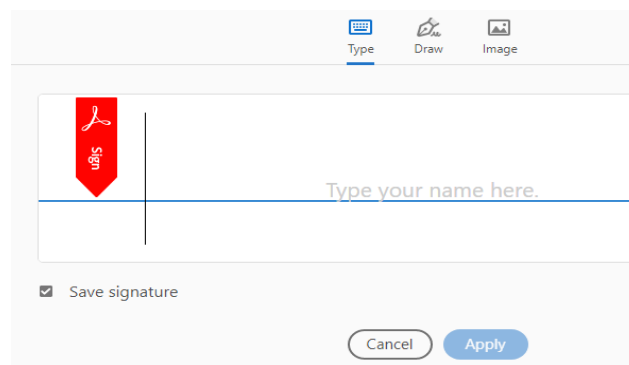 Type Draw Image
Sign
Type your name here.
Save signature
Cancel Apply